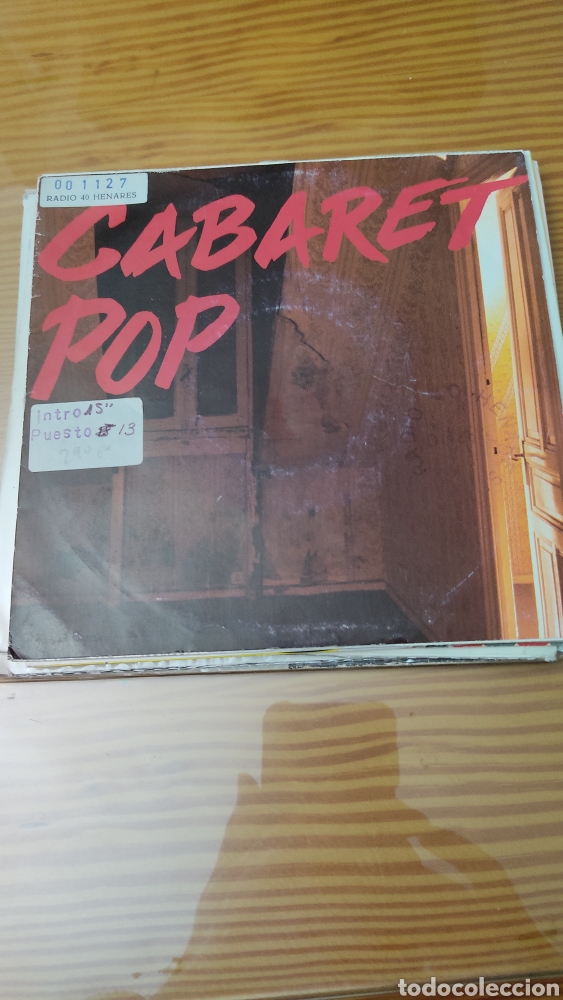 00 1127
RADIO 40 HENARES
CABARET
POP
intro 15"
Puesto 13
todocoleccion